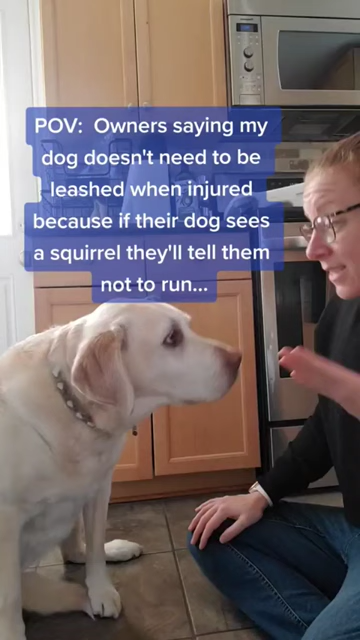 POV:  Owners saying my
dog doesn't need to be
leashed when injured
because if their dog sees
a squirrel they'll tell them
not to run...